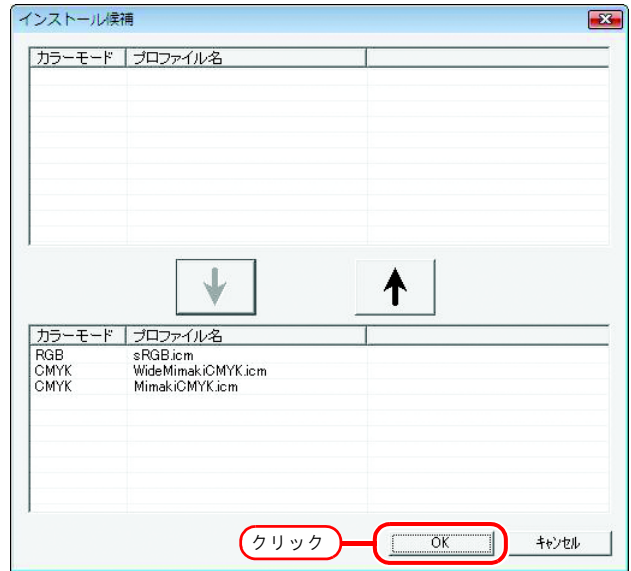 インストール候補
カラーモード プロファイル名
カラーモード プロファイル名
RGB sRGB.icm
CMYK WideMimakiCMYK.icm
CMYK MimakiCMYK.icm
クリック OK キャンセル